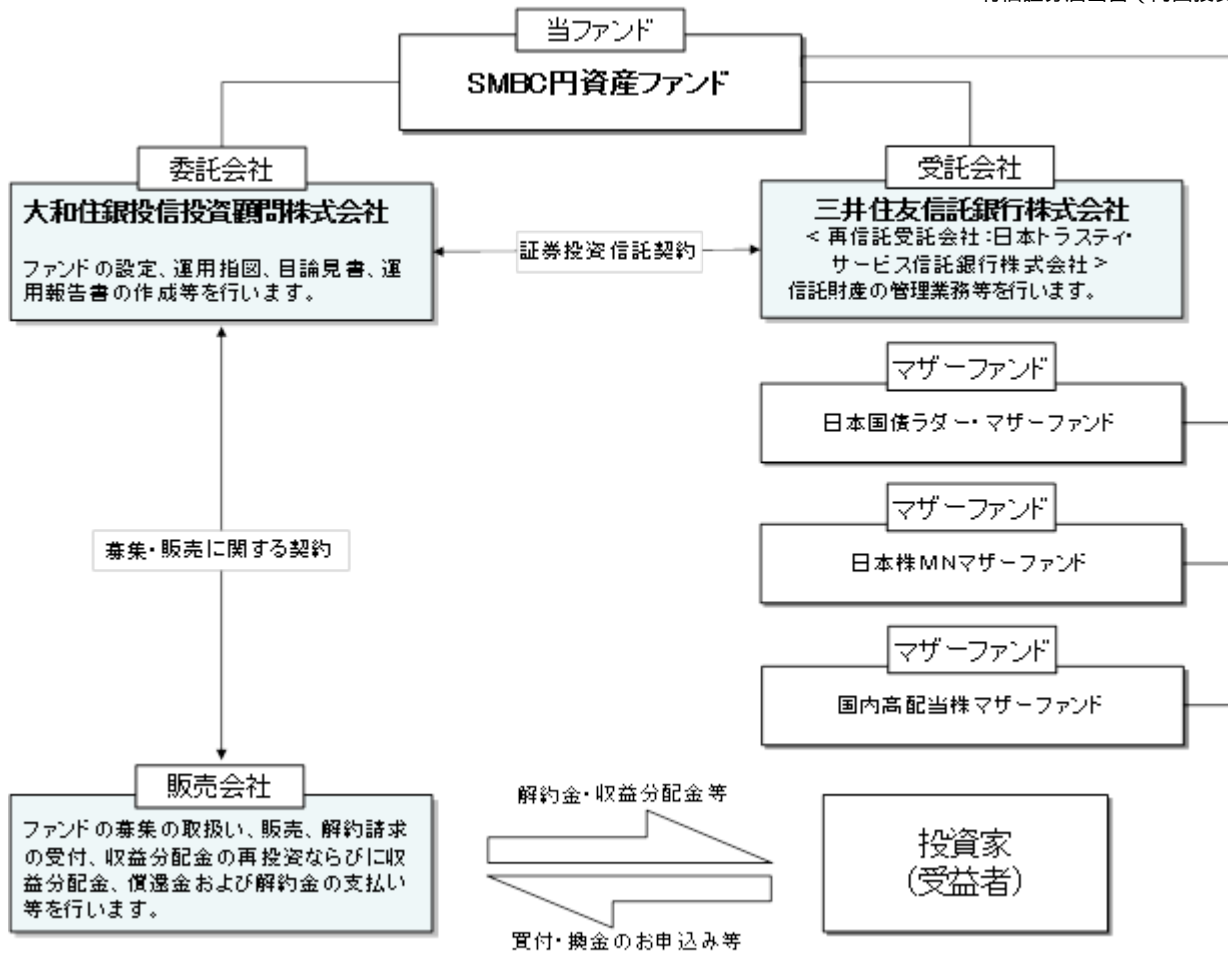 当ファンド
SMBC円資産ファンド
委託会社
大和住銀投信投資顧問株式会社
ファンドの設定、運用指図、目論見書、運
用報告書の作成等を行います。
証券投資信託契約
受託会社
三井住友信託銀行株式会社
<再信託受託会社:日本トラスティ・
サービス信託銀行株式会社>
信託財産の管理業務等を行います。
マザーファンド
日本国債ラダー・マザーファンド
マザーファンド
日本株MNマザーファンド
マザーファンド
国内高配当株マザーファンド
募集・販売に関する契約
販売会社
ファンドの募集の取扱い、販売、解約請求
の受付、収益分配金の再投資ならびに収
益分配金、償還金および解約金の支払い
等を行います。
解約金・収益分配金等
買付・換金のお申込み等
投資家
(受益者)